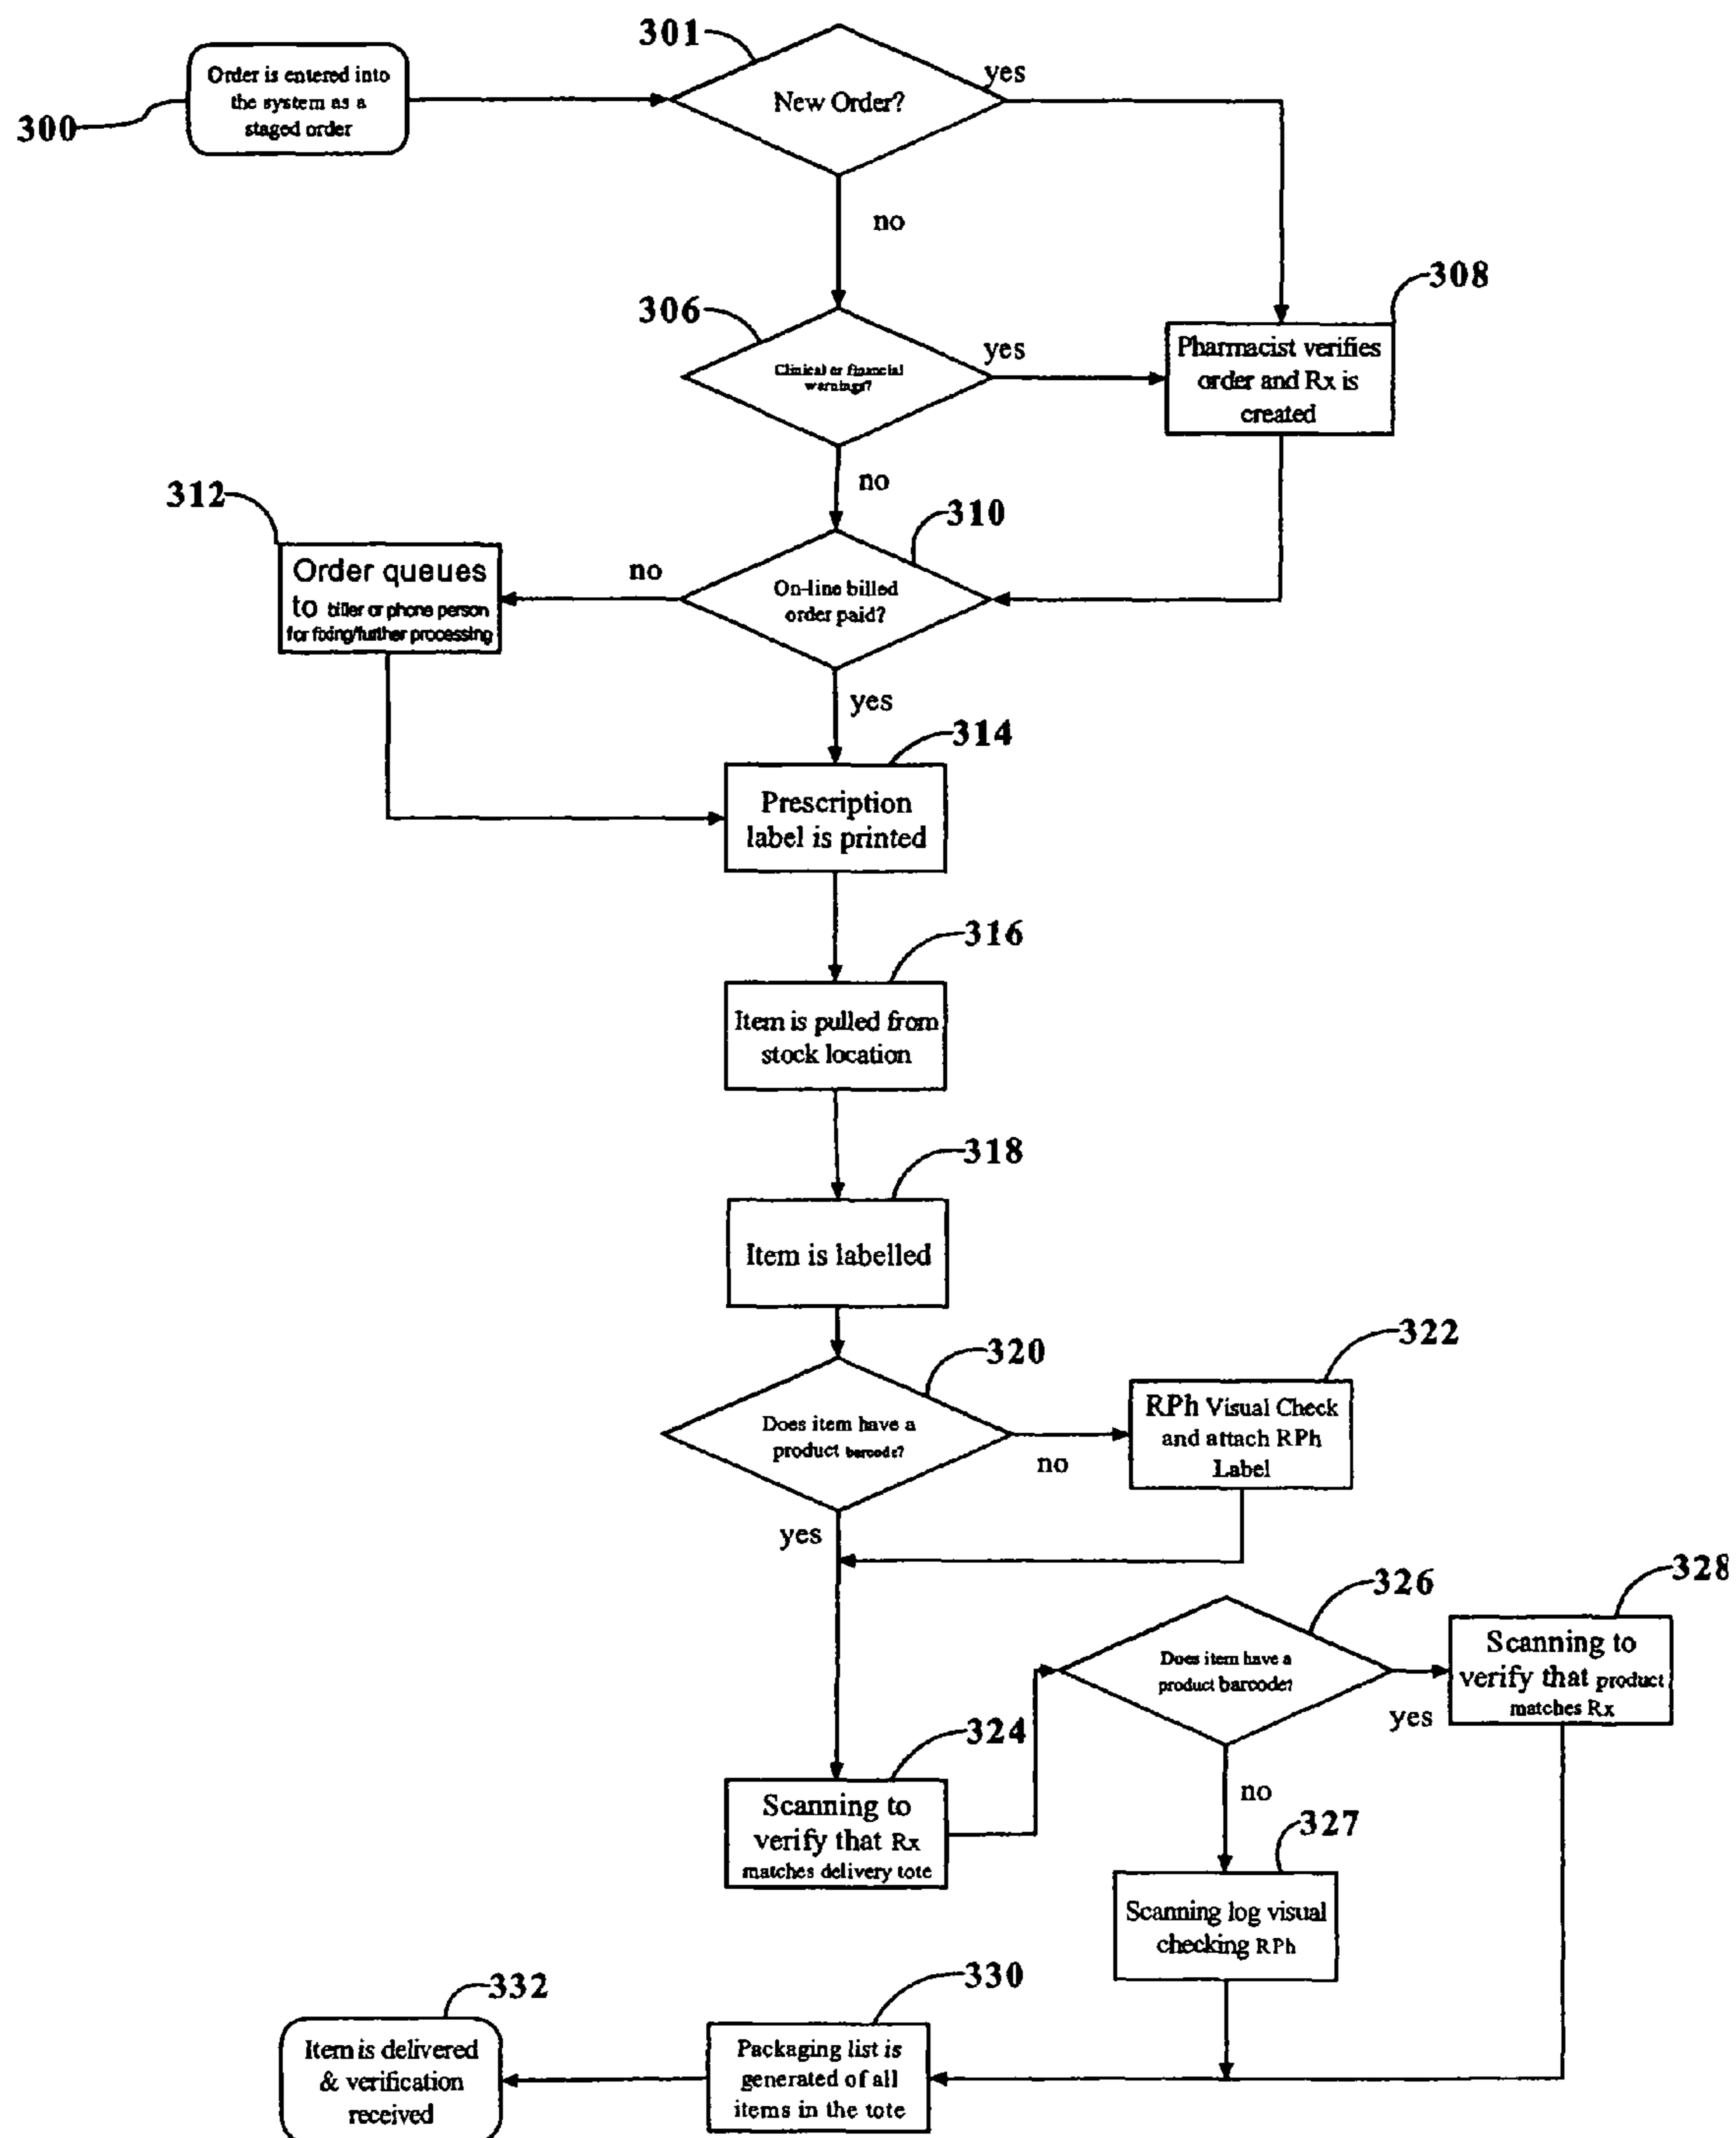 301
yes
Order is entered into
the system as a
staged order
New Order?
300
no
308
306
yes
Clinical or financial
warnings?
Pharmacist verifies
order and Rx is
created
no
312
310
Order queues
to biller or phone person
for fixing/further processing
no
On-line billed
order paid?
yes
314
Prescription
label is printed
316
Item is pulled from
stock location
318
Item is labelled
322
320
RPh Visual Check
and attach RPh
Label
Does item have a
product barcode?
no
yes
328
326
Scanning to
verify that product
matches Rx
Does item have a
product barcode?
yes
324
Scanning to
verify that Rx
matches delivery tote
no
327
Scanning log visual
checking RPh
330
332
Packaging list is
generated of all
items in the tote
Item is delivered
& verification
received